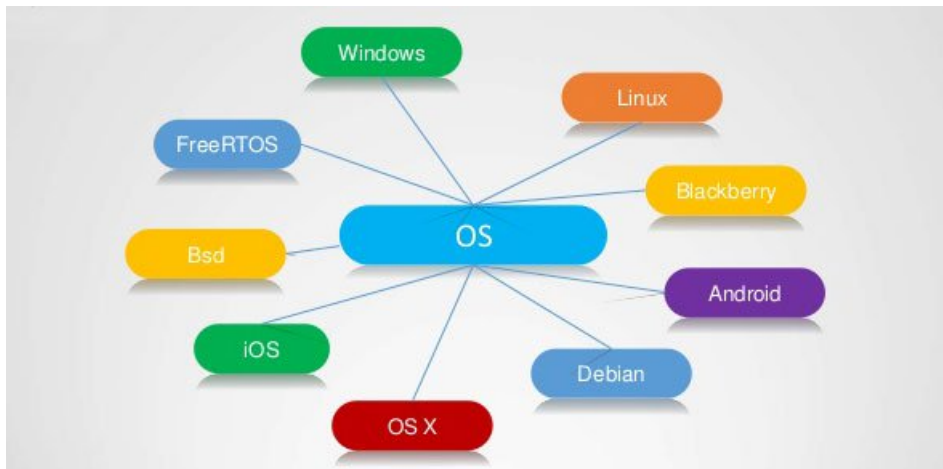 Windows
Linux
FreeRTOS
Blackberry
OS
Bsd
Android
iOS
Debian
OS X